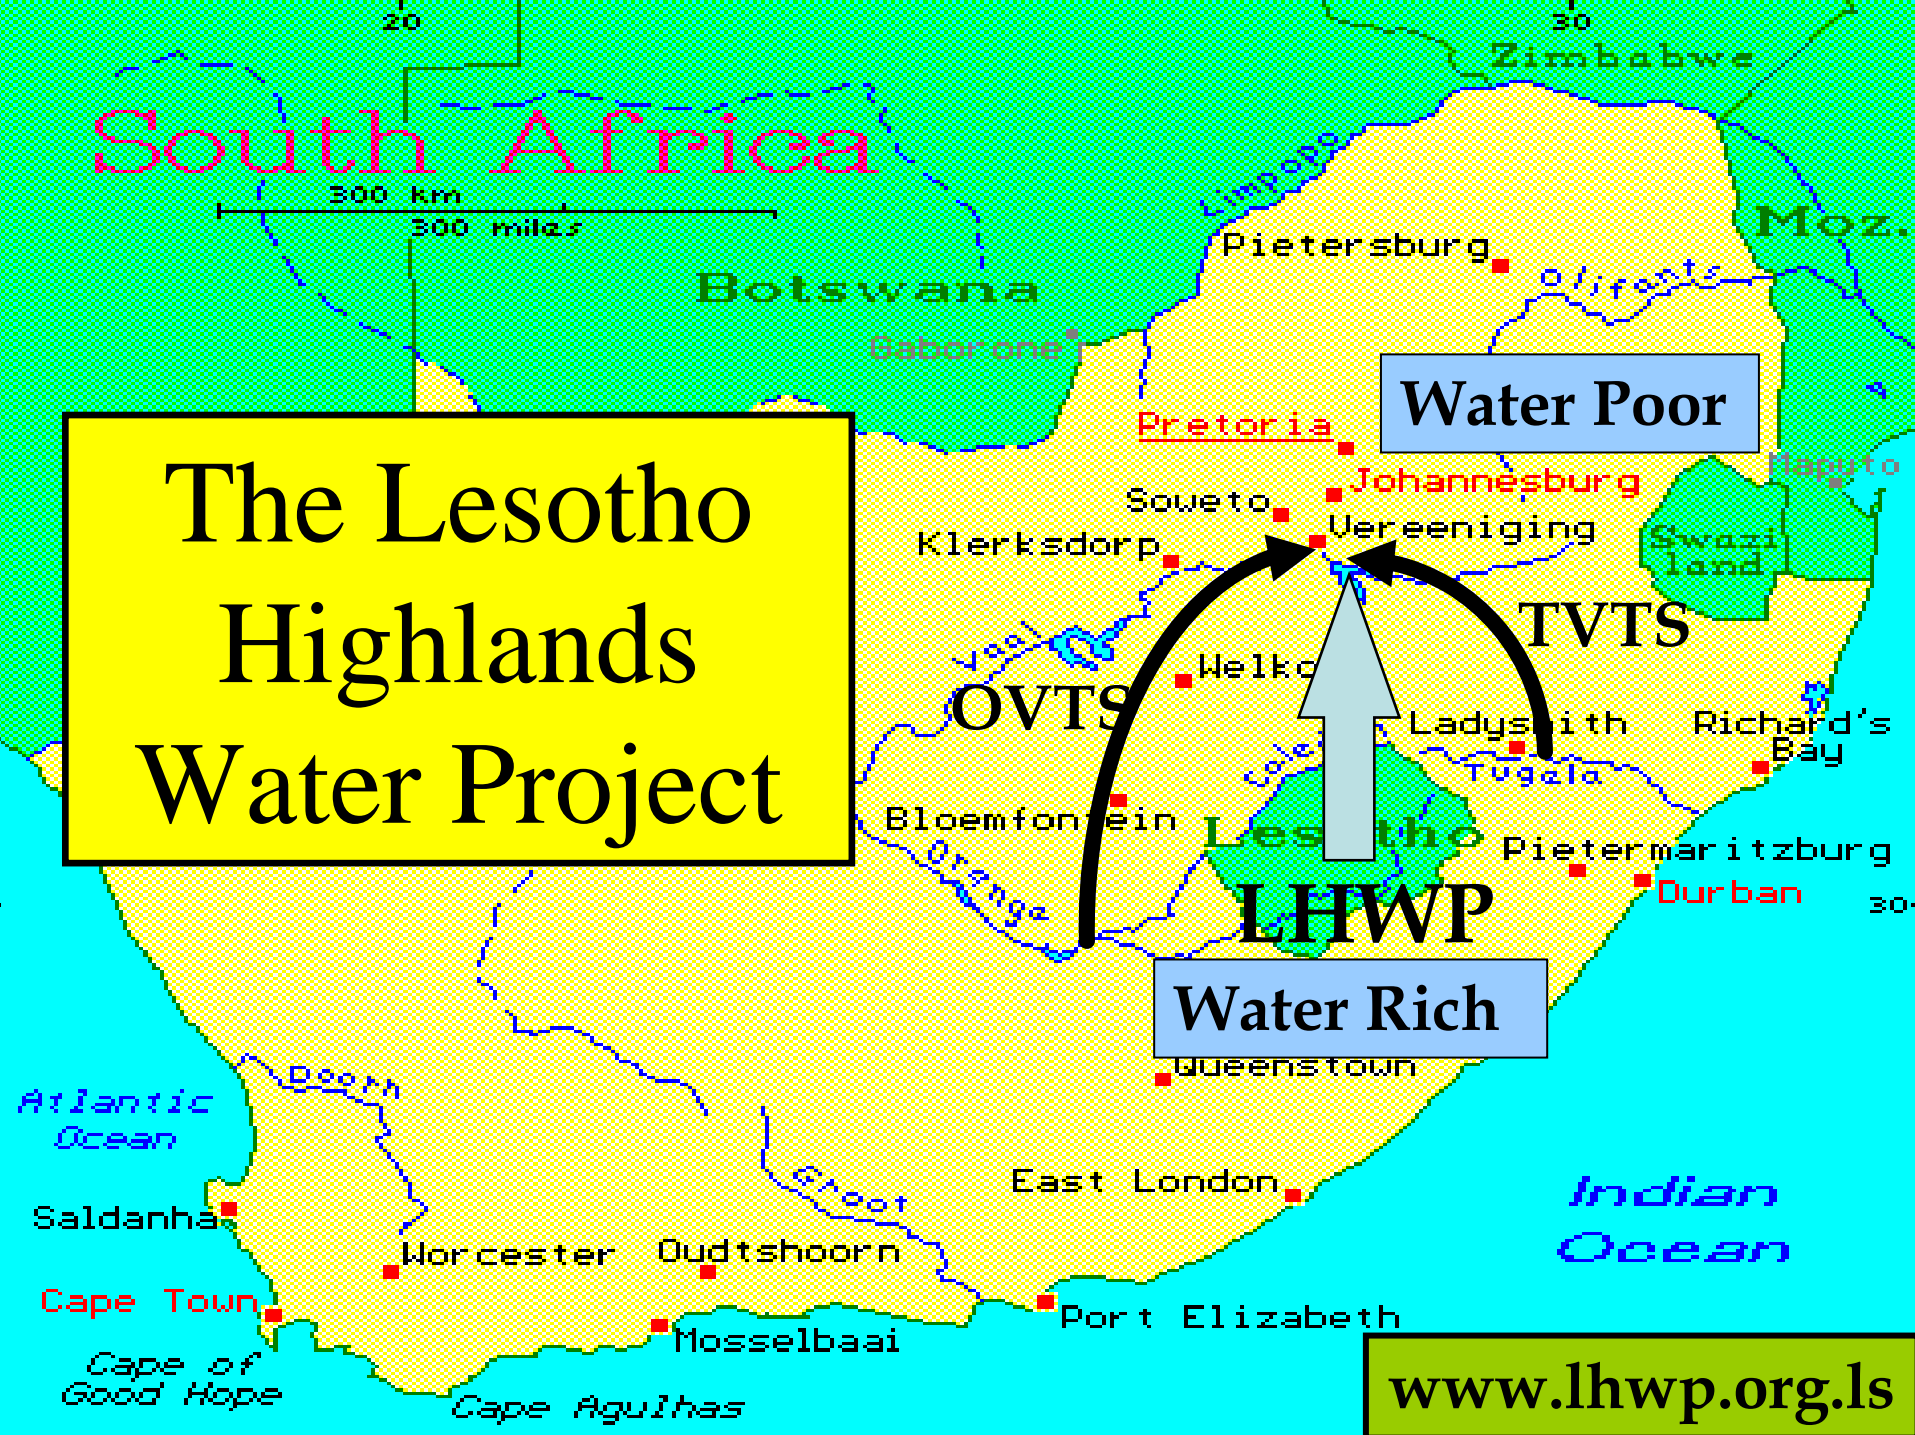 20
30
Zimbabwe
South Africa
300 km
300 miles
Limpopo
Moz.
Pietersburg
Olifants
Botswana
Gaborone
Water Poor
Pretoria
Maputo
Johannesburg
Soweto
Vereeniging
Klerksdorp
Swazi
land
The Lesotho
Highlands
Water Project
TVTS
Vaal
OVTS
Ladysmith
Richard's
Bay
Tugela
Bloemfontein
Lesotho
Pietermaritzburg
Orange
Durban
30
LHWP
Water Rich
Queenstown
Doorn
Atlantic
Ocean
Groot
East London
Indian
Ocean
Saldanha
Worcester
Oudtshoorn
Cape Town
Port Elizabeth
Mosselbaai
Cape of
Good Hope
Cape Agulhas
www.lhwp.org.ls